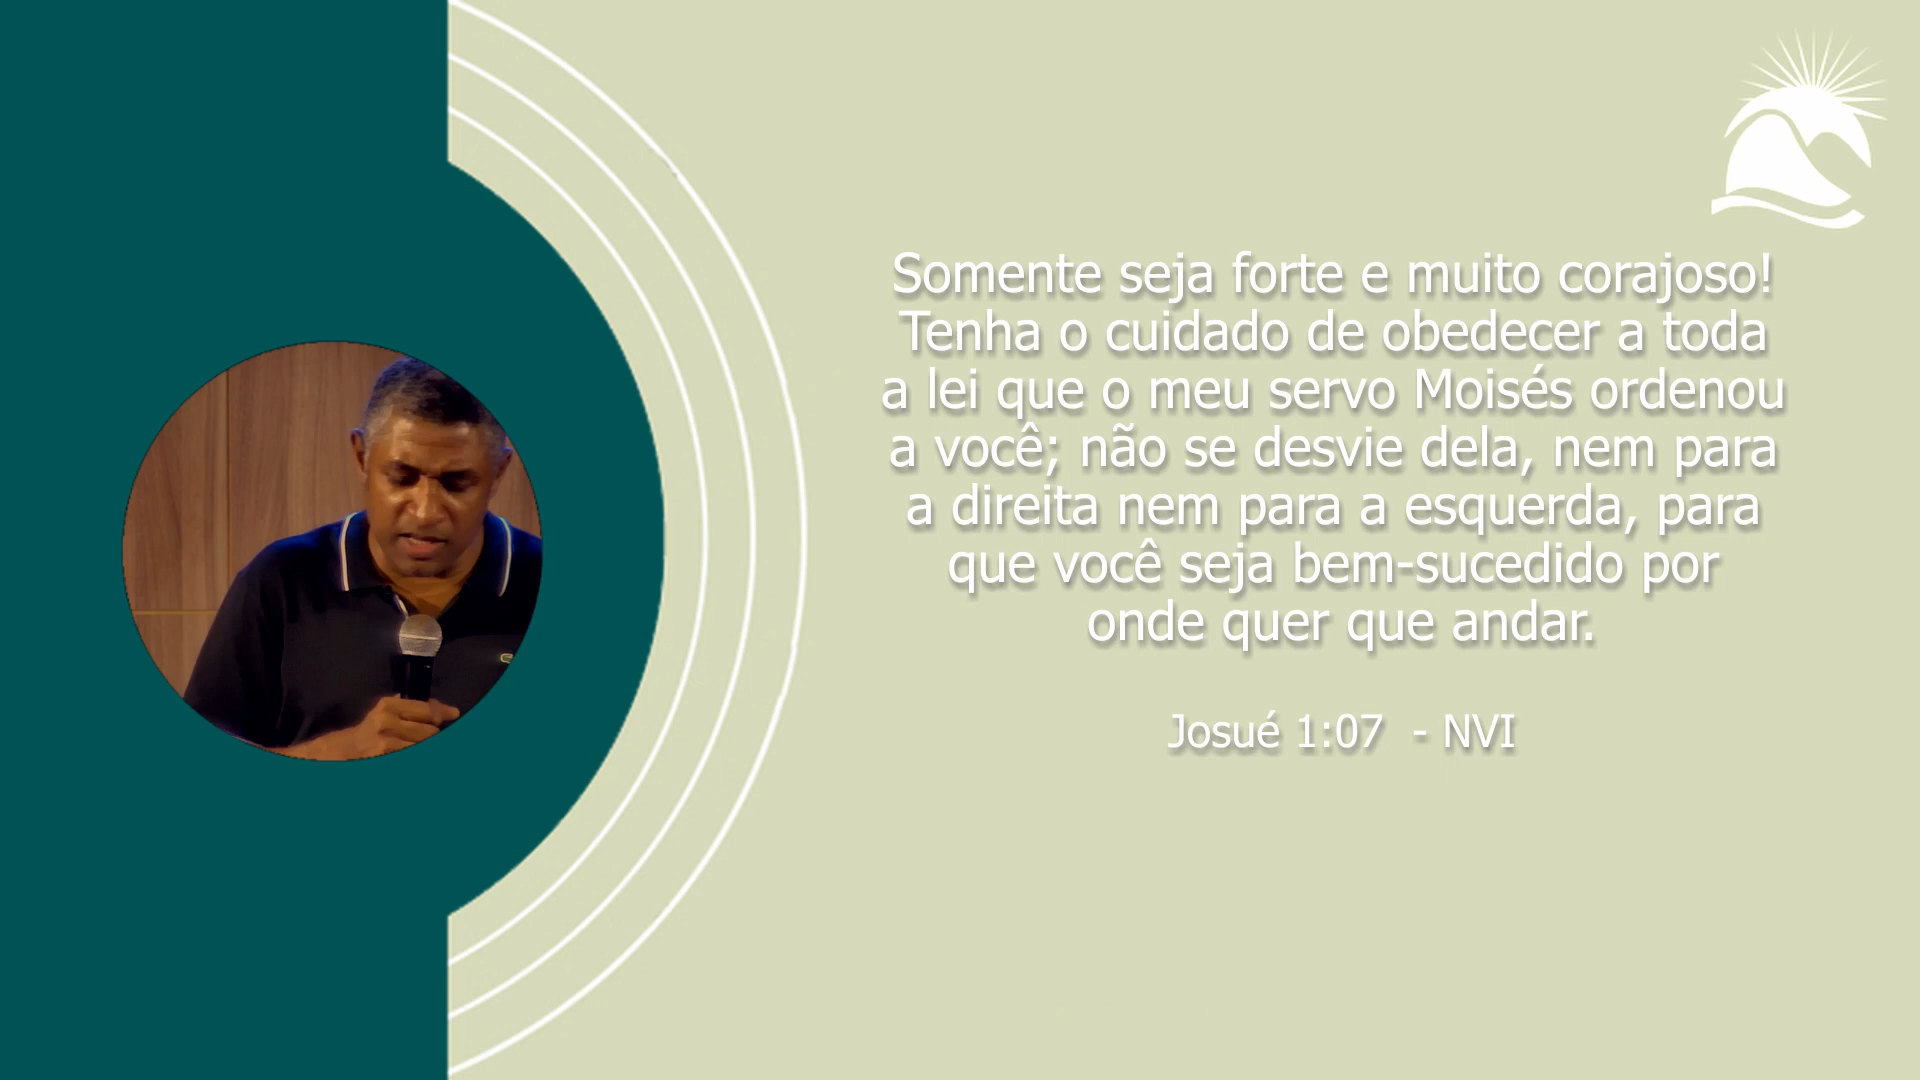 Somente seja forte e muito corajoso!
Tenha o cuidado de obedecer a toda
a lei que o meu servo Moisés ordenou
a você; não se desvie dela, nem para
a direita nem para a esquerda, para
que você seja bem-sucedido por
onde quer que andar.
Josué 1:07 - NVI